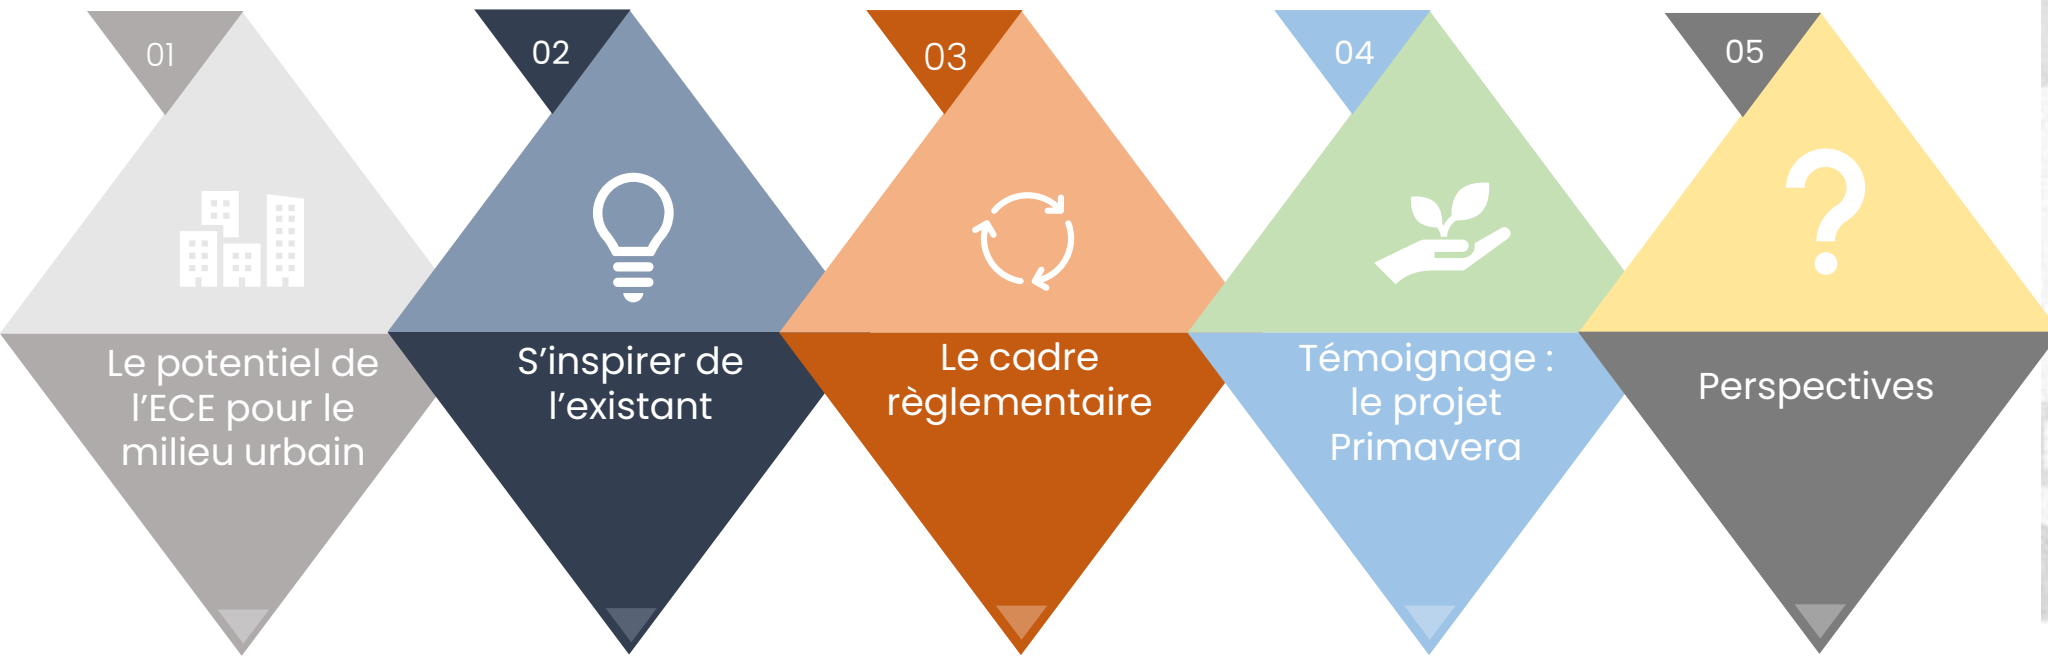 01
Le potentiel de
l’ECE pour le
milieu urbain
02
S’inspirer de
l’existant
03
Le cadre
règlementaire
04
Témoignage :
le projet
Primavera
05
Perspectives